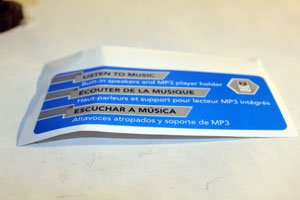 LISTEN TO MUSIC
Built-in speakers and MP3 player holder
ÉCOUTER DE LA MUSIQUE
Haut-parleurs et support pour lecteur MP3 intégrés
ESCUCHAR A MÚSICA
Altavoces atropados y soporte de MP3